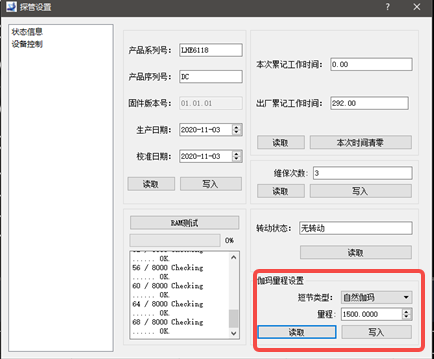 探管设置
状态信息
设备控制
产品系列号: LHE6118
产品序列号: DC
固件版本号: 01.01.01
生产日期: 2020-11-03
校准日期: 2020-11-03
读取 写入
本次累记工作时间: 0.00
出厂累记工作时间: 292.00
读取 本次时间清零
维保次数: 3
读取 写入
RAM测试
0%
...... OK
56 / 8000 Checking
...... OK
60 / 8000 Checking
...... OK
64 / 8000 Checking
...... OK
68 / 8000 Checking
转动状态: 无转动
读取
伽玛量程设置
短节类型: 自然伽玛
量程: 1500.0000
读取 写入